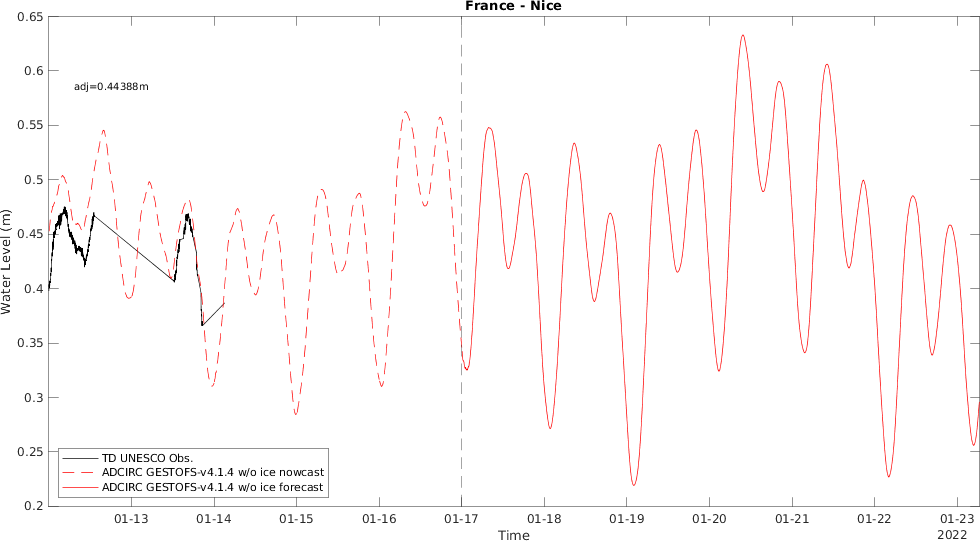 France - Nice
0.65
0.6
0.55
0.5
0.45
0.4
0.35
0.3
0.25
0.2
Water Level (m)
adj=0.44388m
TD UNESCO Obs.
ADCIRC GESTOFS-v4.1.4 w/o ice nowcast
ADCIRC GESTOFS-v4.1.4 w/o ice forecast
01-13 01-14 01-15 01-16 01-17 01-18 01-19 01-20 01-21 01-22 01-23
Time
2022